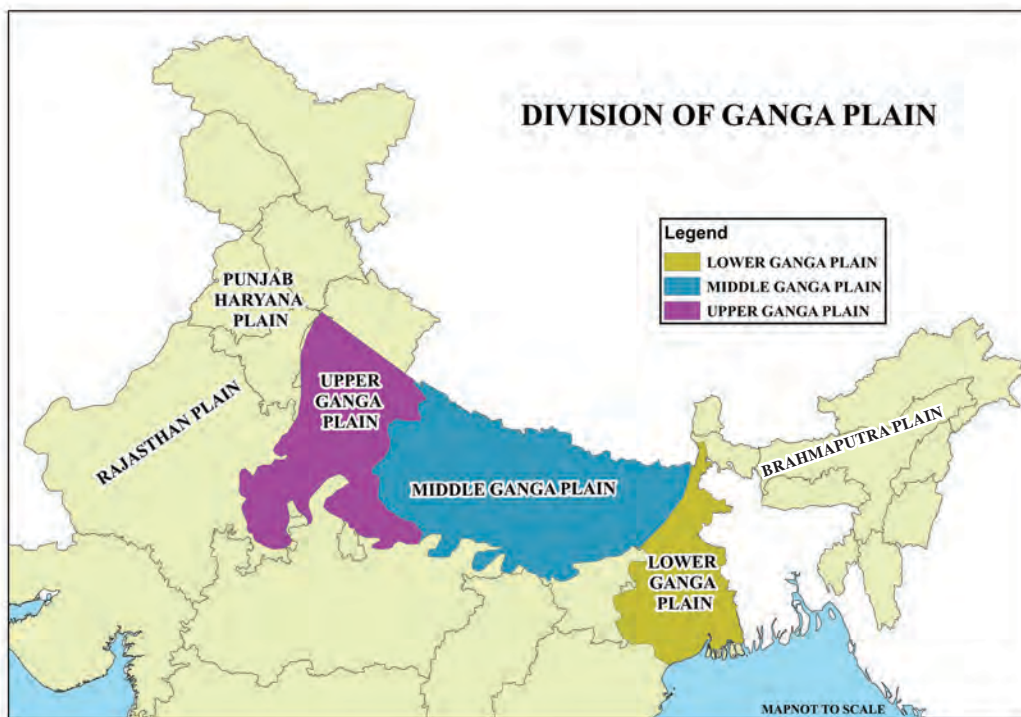 DIVISION OF GANGA PLAIN
Legend
LOWER GANGA PLAIN
MIDDLE GANGA PLAIN
UPPER GANGA PLAIN
PUNJAB
HARYANA
PLAIN
UPPER
GANGA
PLAIN
RAJASTHAN PLAIN
BRAHMAPUTRA PLAIN
MIDDLE GANGA PLAIN
LOWER
GANGA
PLAIN
MAPNOT TO SCALE